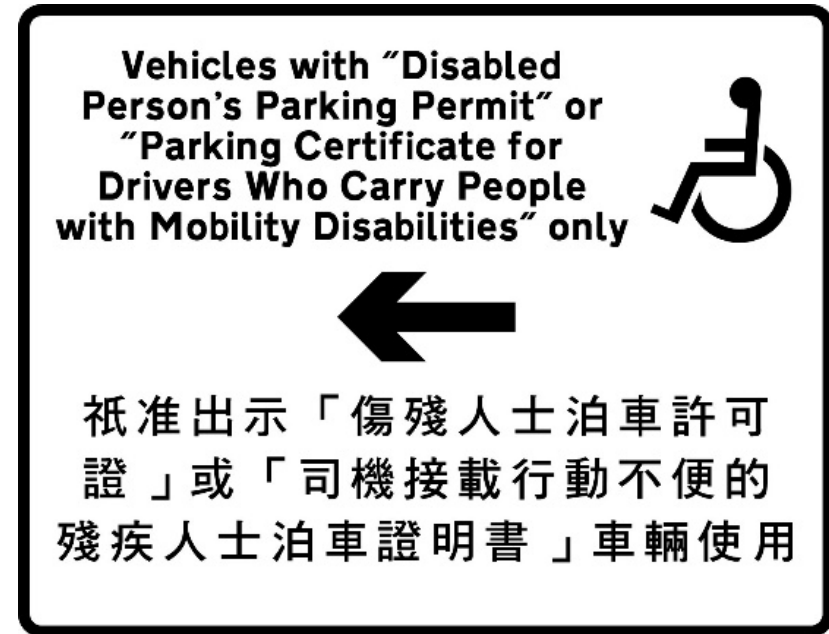 Vehicles with "Disabled
Person's Parking Permit" or
"Parking Certificate for
Drivers Who Carry People
with Mobility Disabilities" only
祇准出示「傷殘人士泊車許可
證」或「司機接載行動不便的
殘疾人士泊車證明書」車輛使用